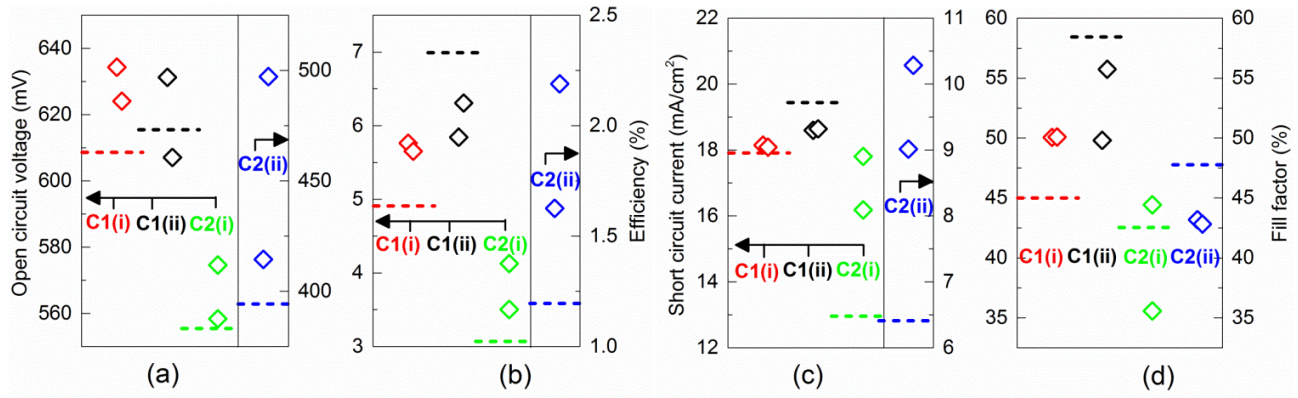 Open circuit voltage (mV)
640
620
600
580
560
C1(i) C1(ii) C2(i)
500
450
400
C2(ii)
(a)
7
6
5
4
3
C1(i) C1(ii) C2(i)
2.5
2.0
1.5
1.0
C2(ii)
Efficiency (%)
(b)
Short circuit current (mA/cm²)
22
20
18
16
14
12
C1(i) C1(ii) C2(i)
11
10
9
8
7
6
C2(ii)
(c)
60
55
50
45
40
35
C1(i) C1(ii) C2(i) C2(ii)
60
55
50
45
40
35
Fill factor (%)
(d)